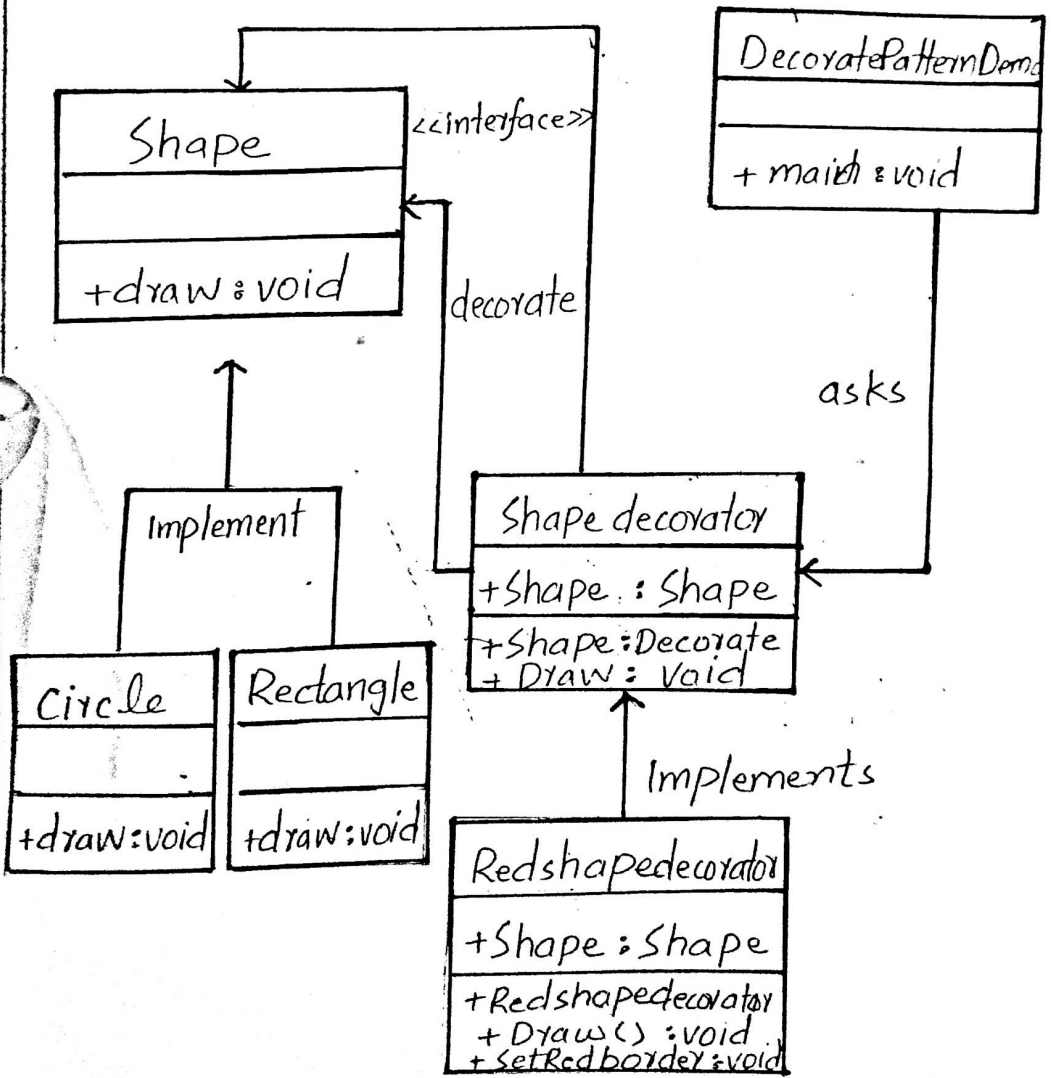 DecoratePatternDemo
+ main : void
Shape
<<interface>>
+draw : void
decorate
asks
Implement
Shape decorator
+Shape : Shape
+Shape : Decorate
+ Draw : Void
Circle
+draw : void
Rectangle
+draw : void
Implements
Redshapedecorator
+Shape : Shape
+Redshapedecorator
+ Draw() : void
+ SetRedborder : void